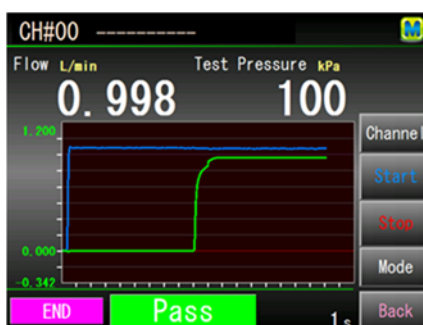 CH#00 ----------
M
Flow L/min Test Pressure kPa
0.998 100
1.200
0.000
-0.342
Channel
Start
Stop
Mode
Back
END Pass 1s